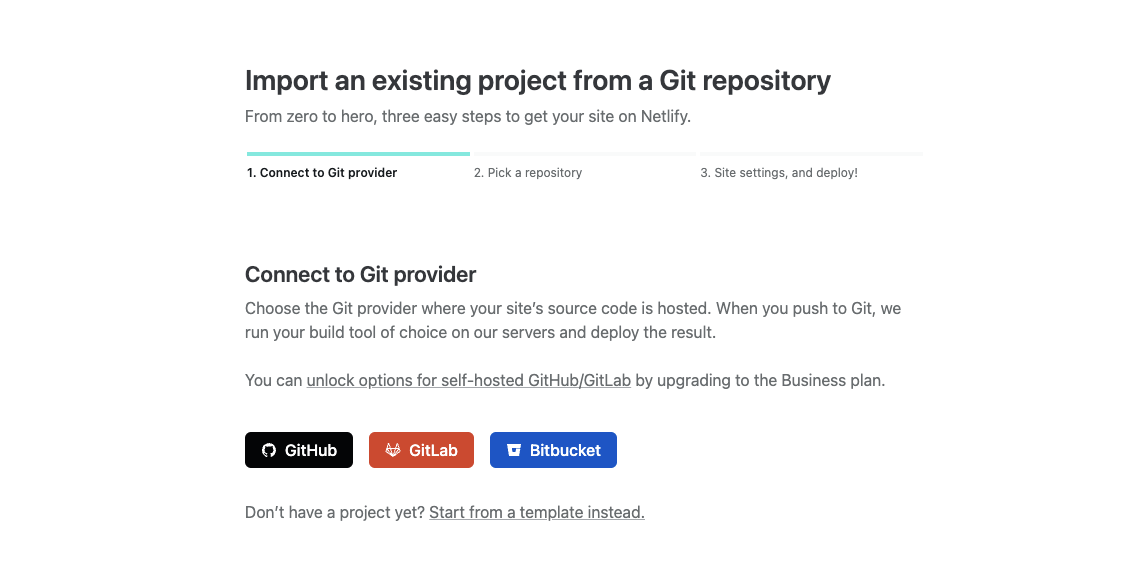 Import an existing project from a Git repository
From zero to hero, three easy steps to get your site on Netlify.
1. Connect to Git provider
2. Pick a repository
3. Site settings, and deploy!
Connect to Git provider
Choose the Git provider where your site’s source code is hosted. When you push to Git, we
run your build tool of choice on our servers and deploy the result.
You can unlock options for self-hosted GitHub/GitLab by upgrading to the Business plan.
GitHub
GitLab
Bitbucket
Don’t have a project yet? Start from a template instead.